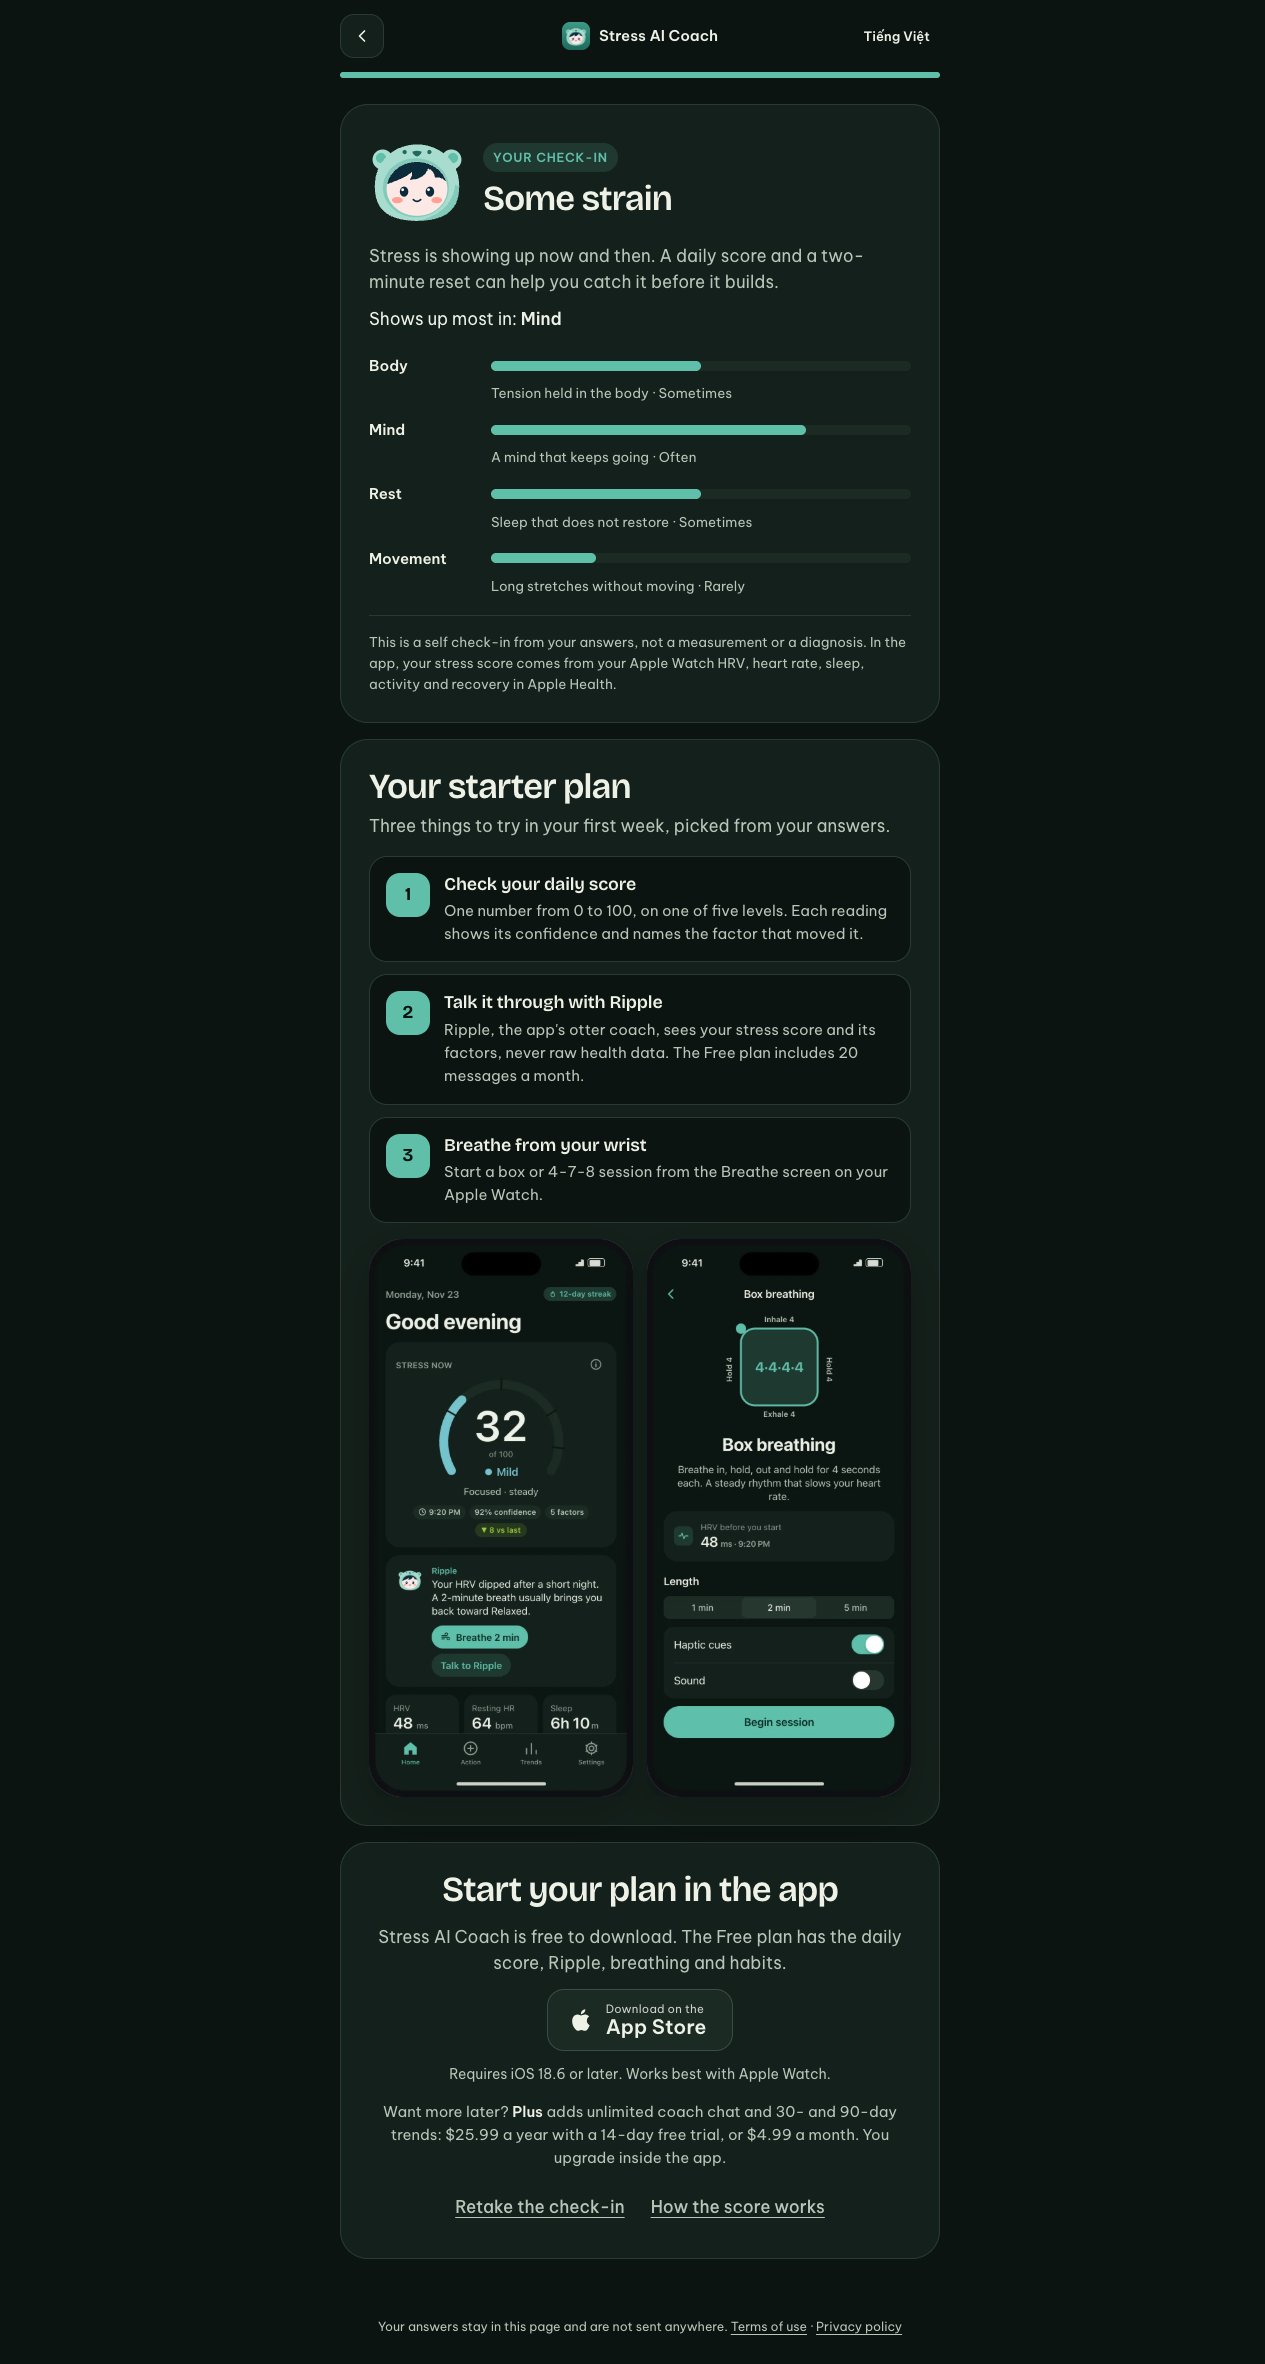 Stress AI Coach
Tiếng Việt
YOUR CHECK-IN
Some strain
Stress is showing up now and then. A daily score and a two-
minute reset can help you catch it before it builds.
Shows up most in: Mind
Body
Tension held in the body · Sometimes
Mind
A mind that keeps going · Often
Rest
Sleep that does not restore · Sometimes
Movement
Long stretches without moving · Rarely
This is a self check-in from your answers, not a measurement or a diagnosis. In the
app, your stress score comes from your Apple Watch HRV, heart rate, sleep,
activity and recovery in Apple Health.
Your starter plan
Three things to try in your first week, picked from your answers.
1
Check your daily score
One number from 0 to 100, on one of five levels. Each reading
shows its confidence and names the factor that moved it.
2
Talk it through with Ripple
Ripple, the app's otter coach, sees your stress score and its
factors, never raw health data. The Free plan includes 20
messages a month.
3
Breathe from your wrist
Start a box or 4-7-8 session from the Breathe screen on your
Apple Watch.
9:41
Monday, Nov 23
12-day streak
Good evening
STRESS NOW
32
of 100
Mild
Focused · steady
9:20 PM
92% confidence
5 factors
▼ 8 vs last
Ripple
Your HRV dipped after a short night.
A 2-minute breath usually brings you
back toward Relaxed.
Breathe 2 min
Talk to Ripple
HRV
48 ms
Resting HR
64 bpm
Sleep
6h 10m
Home
Action
Trends
Settings
9:41
Box breathing
Inhale 4
Hold 4
4·4·4·4
Hold 4
Exhale 4
Box breathing
Breathe in, hold, out and hold for 4 seconds
each. A steady rhythm that slows your heart
rate.
HRV before you start
48 ms · 9:20 PM
Length
1 min
2 min
5 min
Haptic cues
Sound
Begin session
Start your plan in the app
Stress AI Coach is free to download. The Free plan has the daily
score, Ripple, breathing and habits.
Download on the
App Store
Requires iOS 18.6 or later. Works best with Apple Watch.
Want more later? Plus adds unlimited coach chat and 30- and 90-day
trends: $25.99 a year with a 14-day free trial, or $4.99 a month. You
upgrade inside the app.
Retake the check-in
How the score works
Your answers stay in this page and are not sent anywhere. Terms of use · Privacy policy